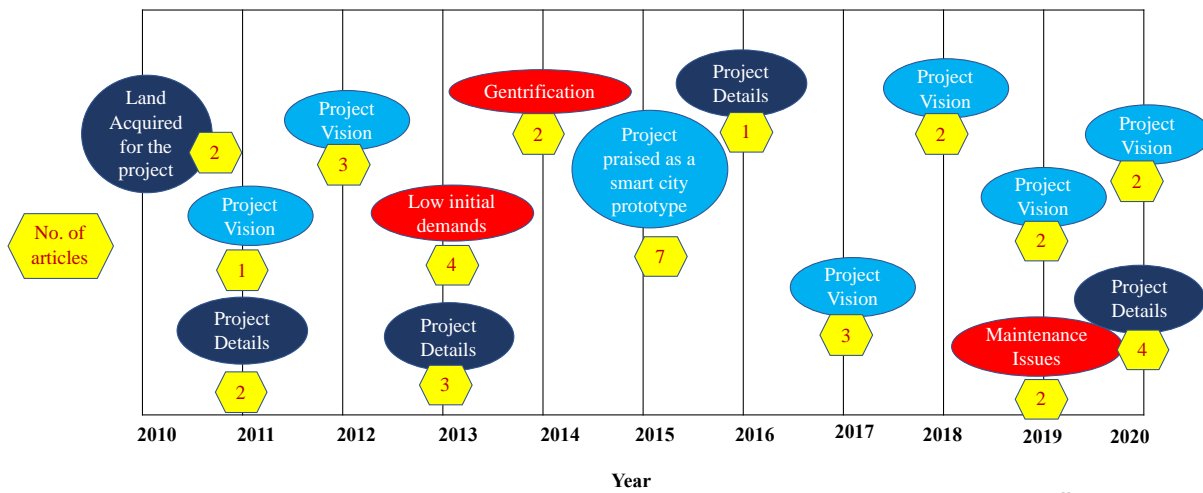 Land
Acquired
for the
project
2
Project
Vision
1
Project
Details
2
Project
Vision
3
Low initial
demands
4
Project
Details
3
Gentrification
2
Project
praised as a
smart city
prototype
7
Project
Details
1
Project
Vision
3
Project
Vision
2
Project
Vision
2
Maintenance
Issues
2
Project
Vision
2
Project
Details
4
No. of
articles
2010 2011 2012 2013 2014 2015 2016 2017 2018 2019 2020
Year